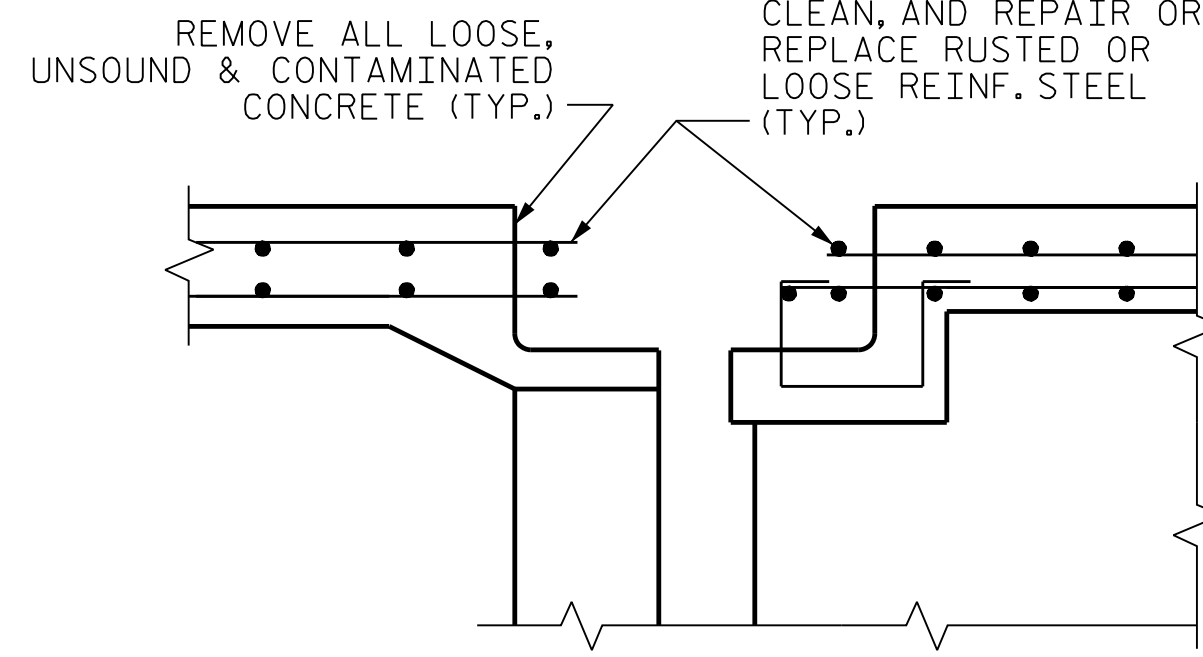 REMOVE ALL LOOSE,
UNSOUND & CONTAMINATED
CONCRETE (TYP.)
CLEAN, AND REPAIR OR
REPLACE RUSTED OR
LOOSE REINF. STEEL
(TYP.)